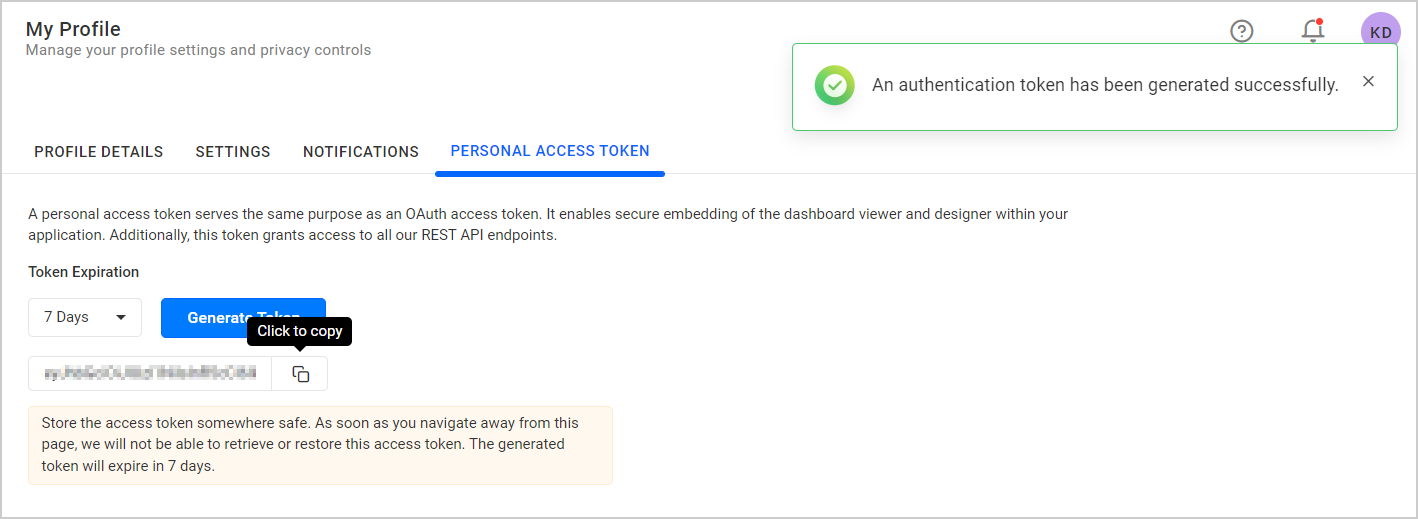 My Profile
Manage your profile settings and privacy controls
KD
An authentication token has been generated successfully.
PROFILE DETAILS SETTINGS NOTIFICATIONS PERSONAL ACCESS TOKEN
A personal access token serves the same purpose as an OAuth access token. It enables secure embedding of the dashboard viewer and designer within your
application. Additionally, this token grants access to all our REST API endpoints.
Token Expiration
7 Days
Generate Token
Click to copy
Store the access token somewhere safe. As soon as you navigate away from this
page, we will not be able to retrieve or restore this access token. The generated
token will expire in 7 days.